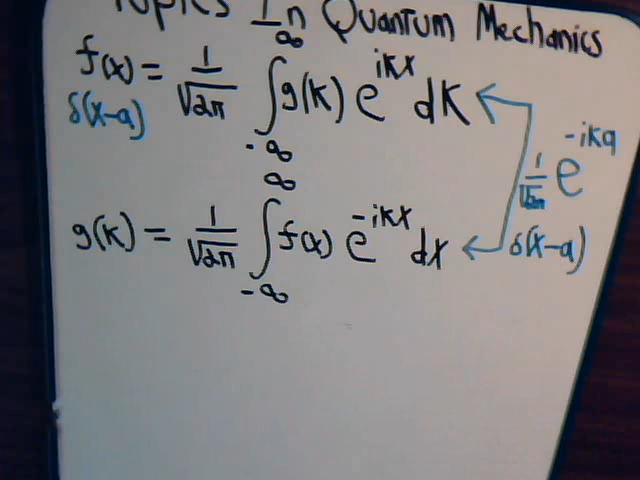 Topics In Quantum Mechanics
f(x) = 1/√2π ∫_{-∞}^{∞} g(k) e^{ikx} dk
δ(x-a)
1/√2π e^{-ika}
g(k) = 1/√2π ∫_{-∞}^{∞} f(x) e^{-ikx} dx
δ(x-a)